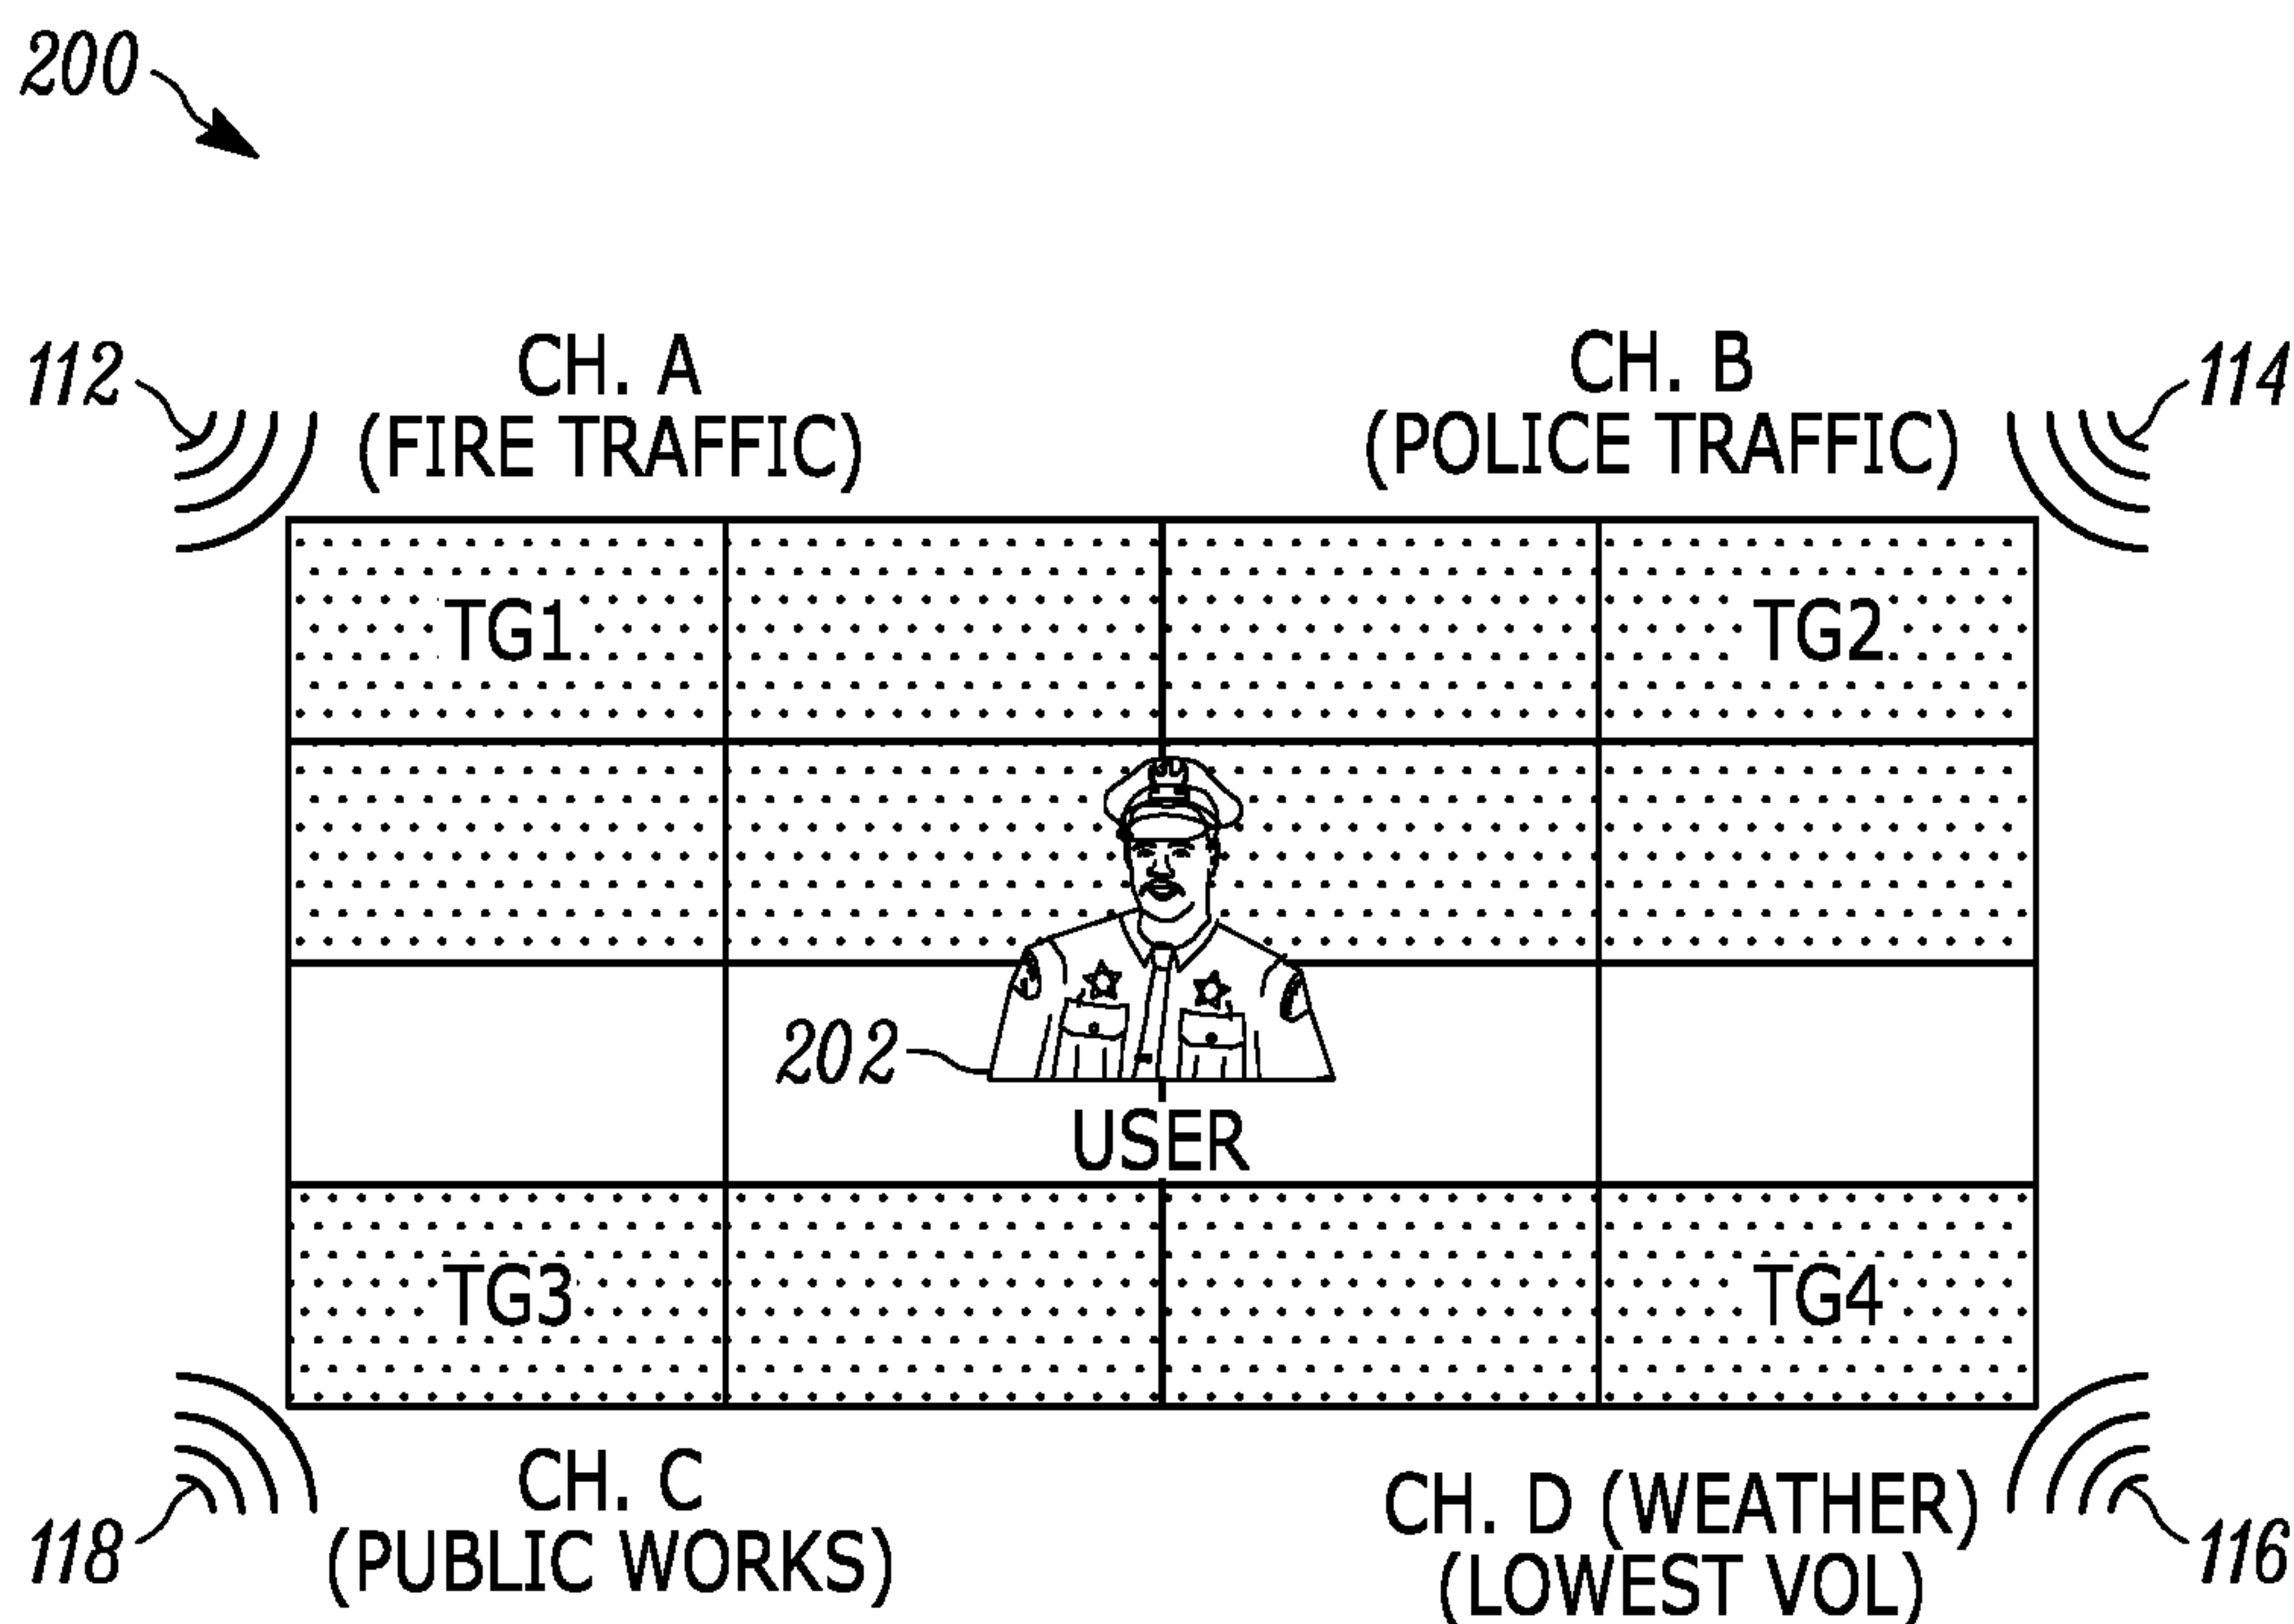 200
112
CH. A
(FIRE TRAFFIC)
CH. B
(POLICE TRAFFIC)
114
TG1
TG2
202
USER
TG3
TG4
118
CH. C
(PUBLIC WORKS)
CH. D (WEATHER)
(LOWEST VOL)
116